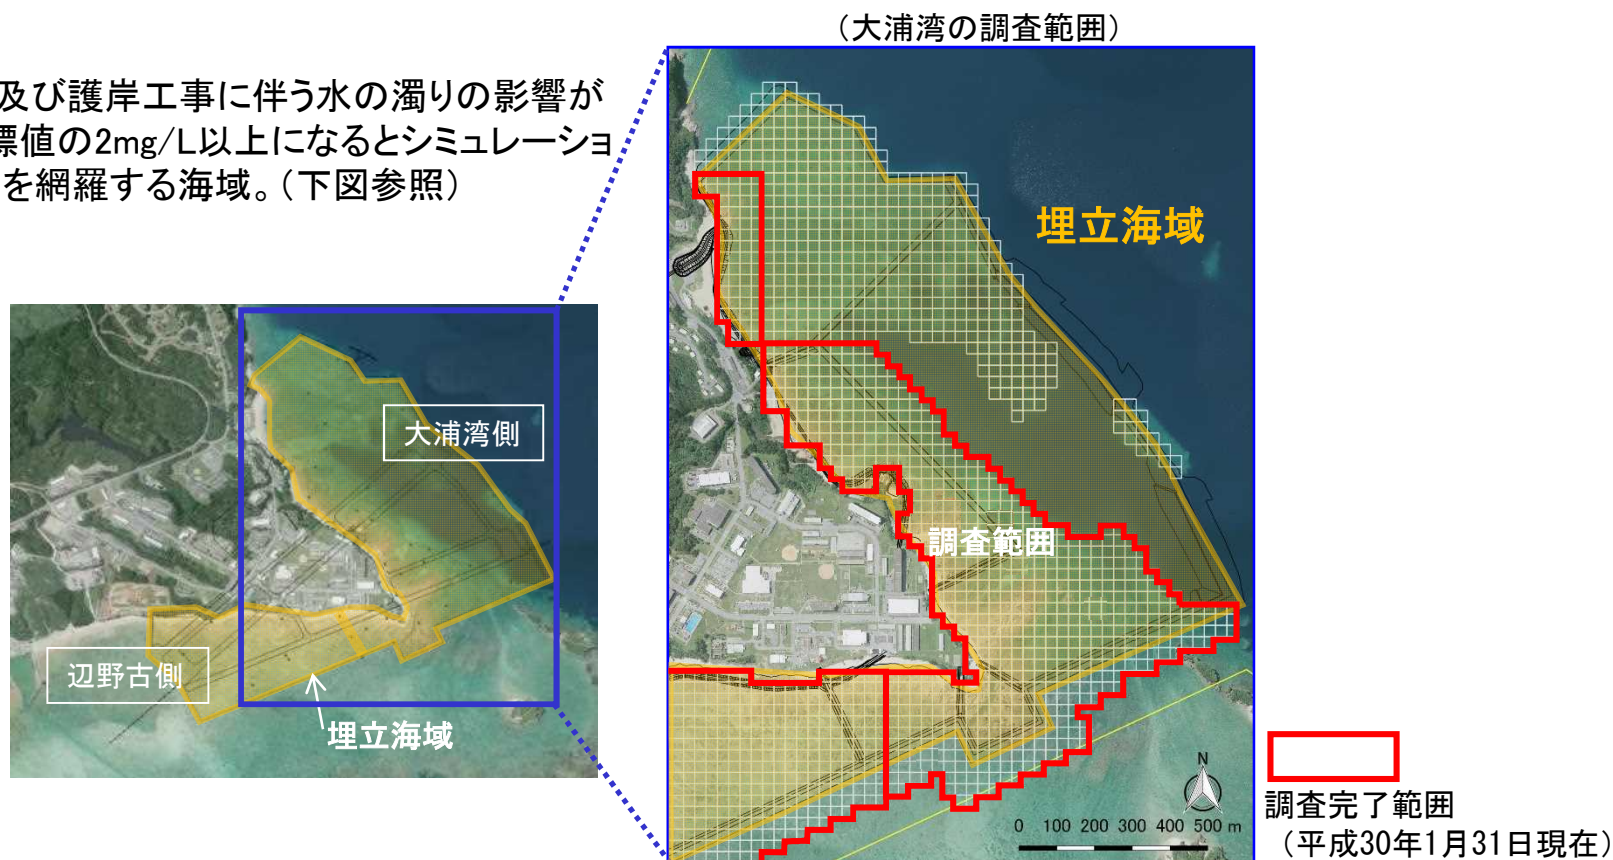 （大浦湾の調査範囲）
及び護岸工事に伴う水の濁りの影響が
標値の2mg/L以上になるとシミュレーショ
を網羅する海域。（下図参照）
埋立海域
大浦湾側
調査範囲
辺野古側
埋立海域
N
0 100 200 300 400 500 m
調査完了範囲
（平成30年1月31日現在）